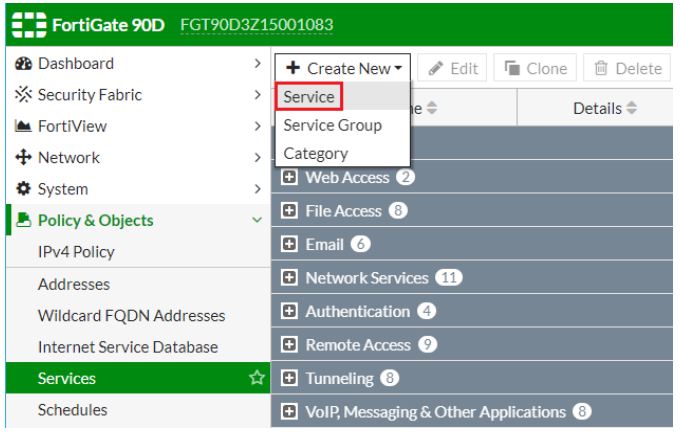 FortiGate 90D FGT90D3Z15001083
Dashboard
Security Fabric
FortiView
Network
System
Policy & Objects
IPv4 Policy
Addresses
Wildcard FQDN Addresses
Internet Service Database
Services
Schedules
+ Create New Edit Clone Delete
Service
Service Group
Category
Details
Web Access 2
File Access 8
Email 6
Network Services 11
Authentication 4
Remote Access 9
Tunneling 8
VoIP, Messaging & Other Applications 8